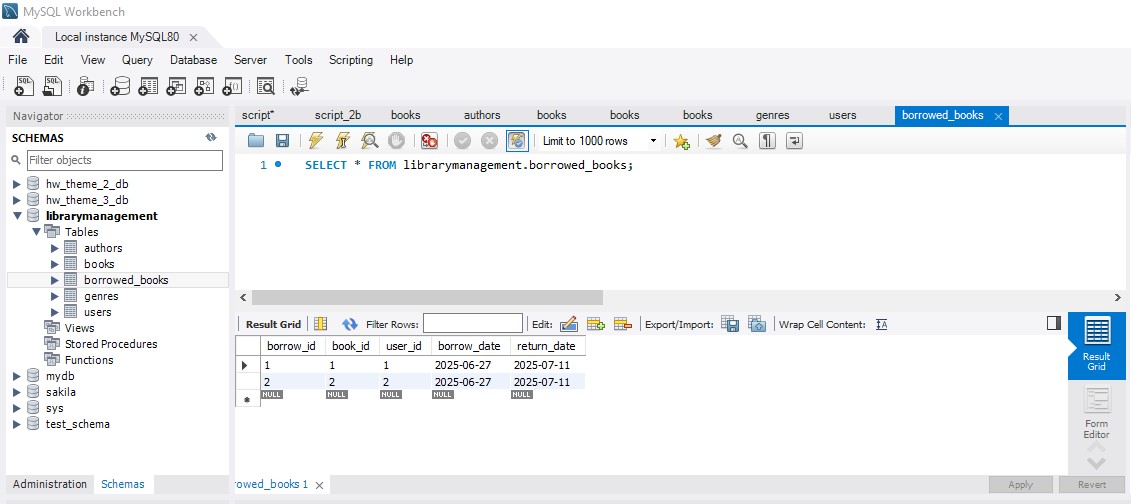 MySQL Workbench
Local instance MySQL80
File Edit View Query Database Server Tools Scripting Help
Navigator
SCHEMAS
Filter objects
hw_theme_2_db
hw_theme_3_db
librarymanagement
Tables
authors
books
borrowed_books
genres
users
Views
Stored Procedures
Functions
mydb
sakila
sys
test_schema
Administration Schemas
script* script_2b books authors books books books genres users borrowed_books
Limit to 1000 rows
1 SELECT * FROM librarymanagement.borrowed_books;
Result Grid Filter Rows: Edit: Export/Import: Wrap Cell Content:
borrow_id book_id user_id borrow_date return_date
1 1 1 2025-06-27 2025-07-11
2 2 2 2025-06-27 2025-07-11
NULL NULL NULL NULL NULL
Result
Grid
Form
Editor
rowed_books 1
Apply Revert